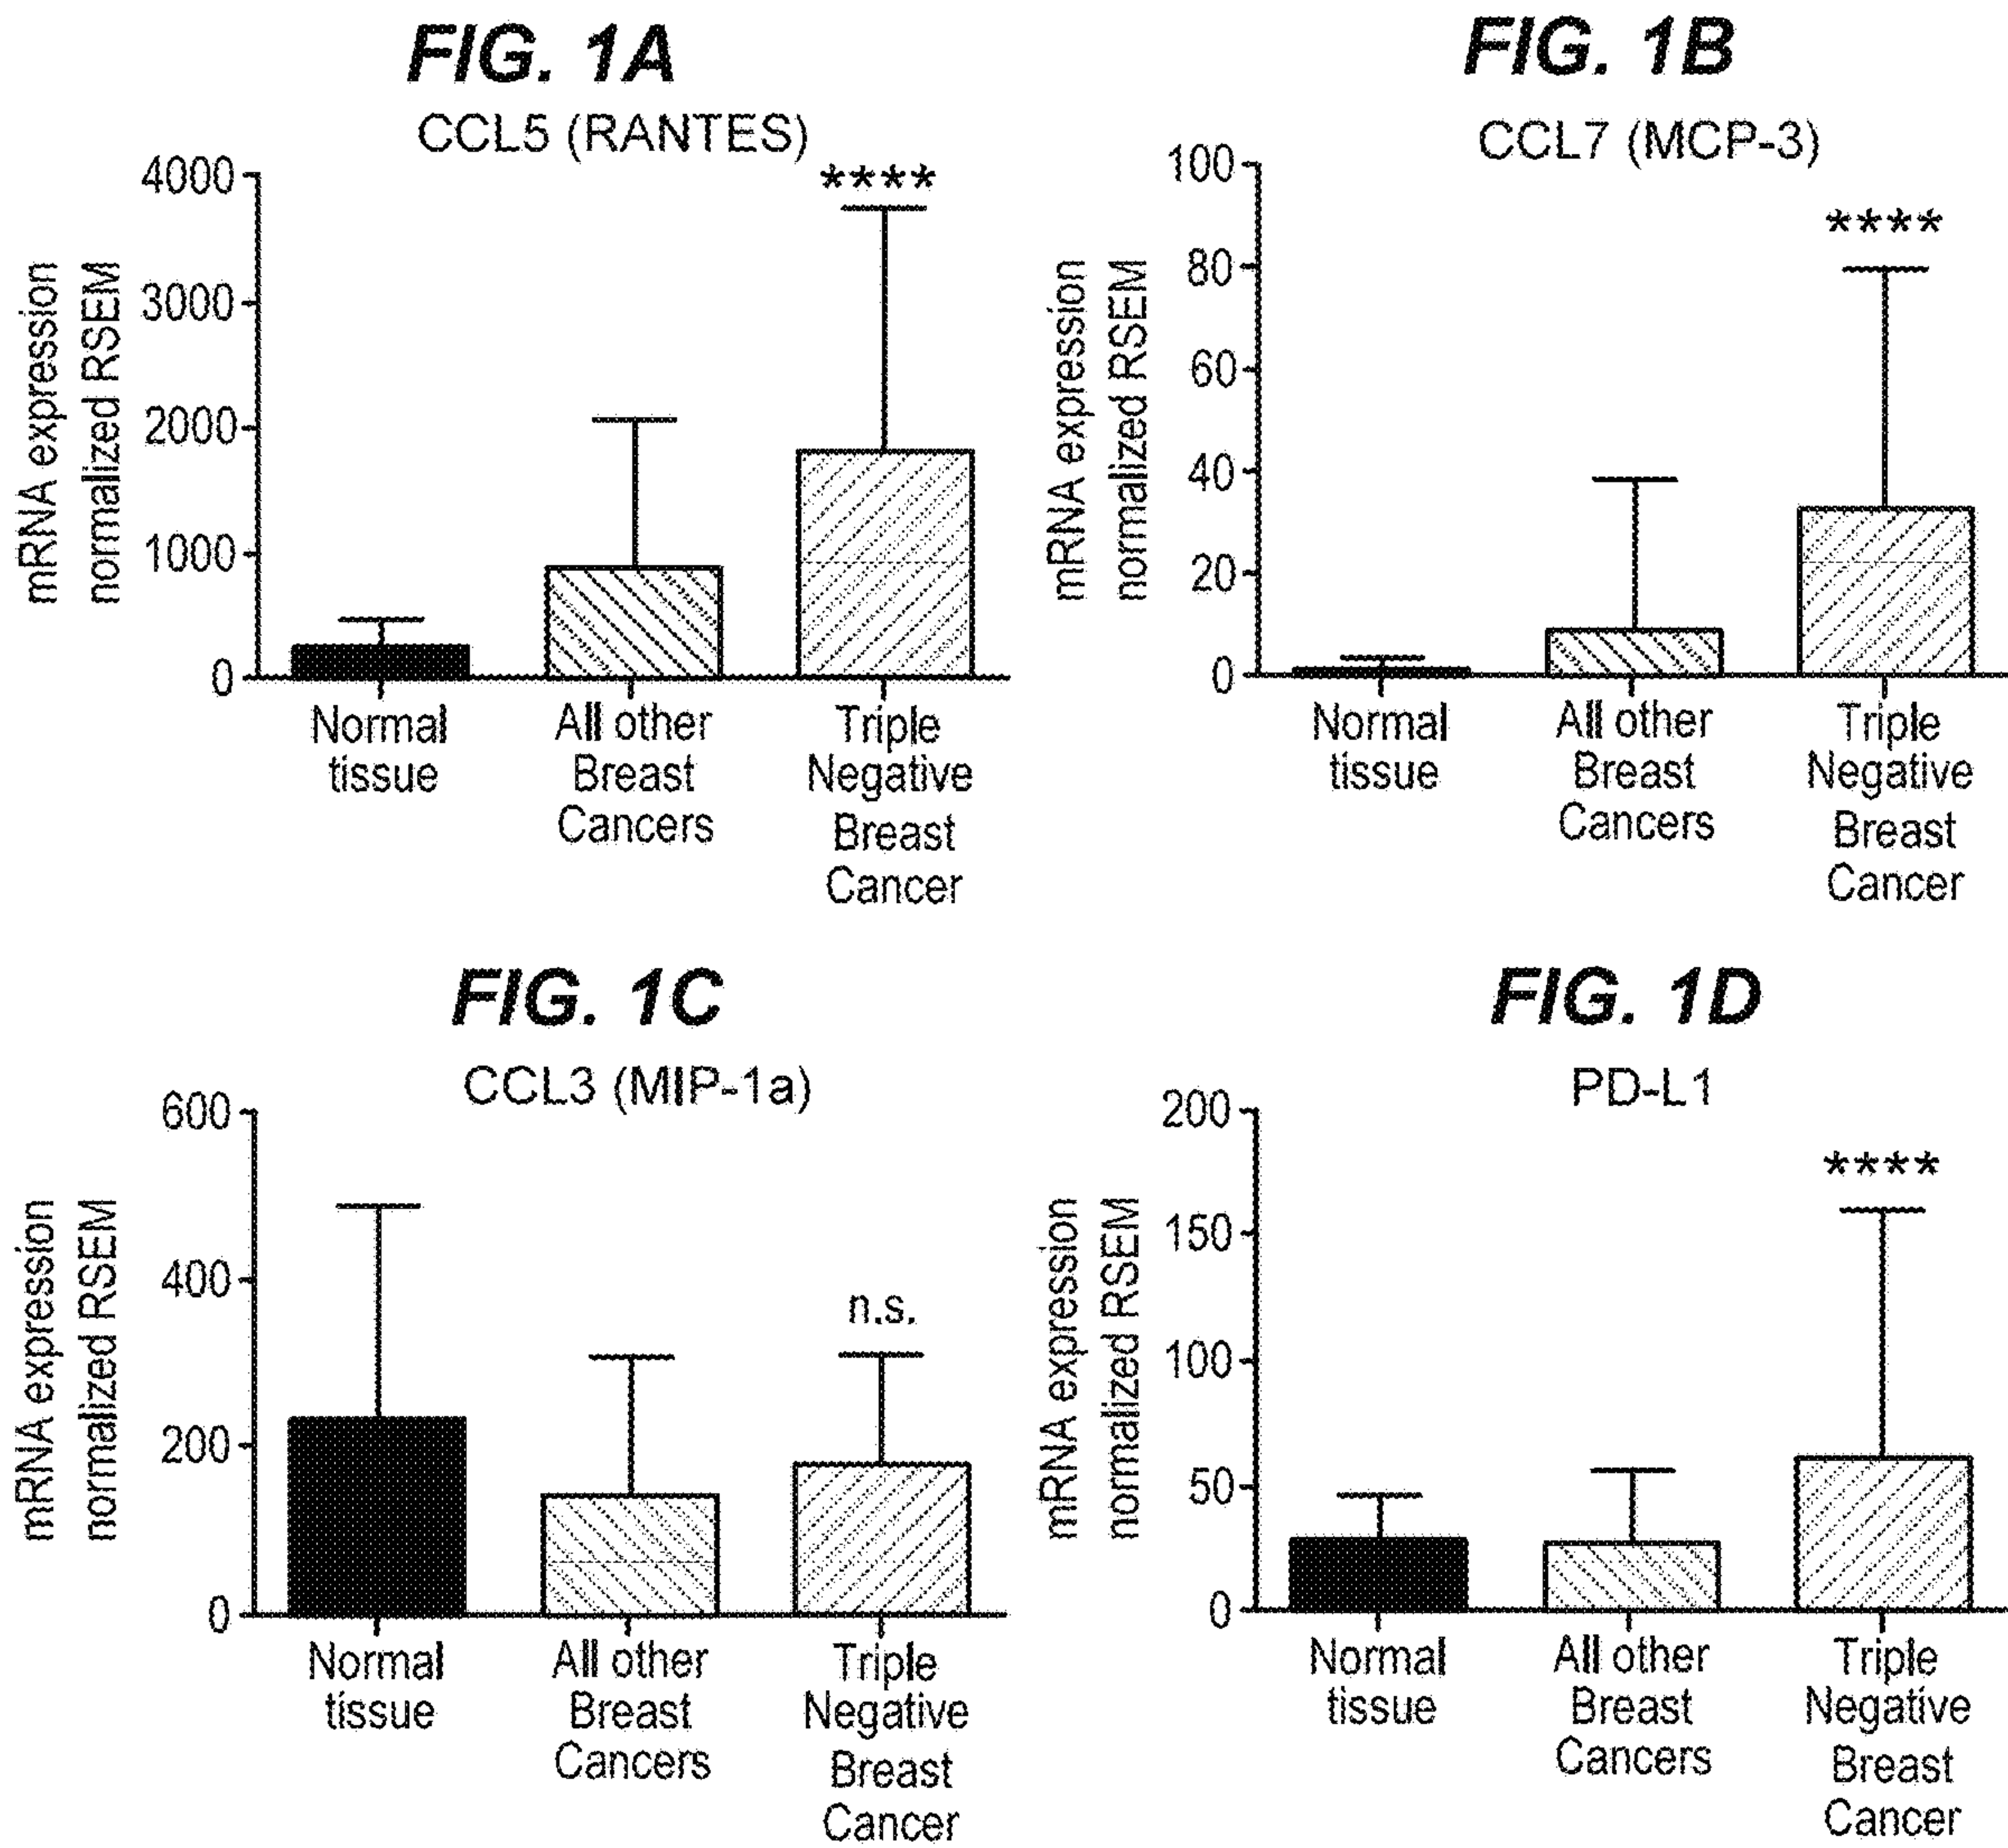 FIG. 1A
CCL5 (RANTES)
mRNA expression
normalized RSEM
4000
3000
2000
1000
0
****
Normal
tissue
All other
Breast
Cancers
Triple
Negative
Breast
Cancer
FIG. 1B
CCL7 (MCP-3)
mRNA expression
normalized RSEM
100
80
60
40
20
0
****
Normal
tissue
All other
Breast
Cancers
Triple
Negative
Breast
Cancer
FIG. 1C
CCL3 (MIP-1a)
mRNA expression
normalized RSEM
600
400
200
0
n.s.
Normal
tissue
All other
Breast
Cancers
Triple
Negative
Breast
Cancer
FIG. 1D
PD-L1
mRNA expression
normalized RSEM
200
150
100
50
0
****
Normal
tissue
All other
Breast
Cancers
Triple
Negative
Breast
Cancer